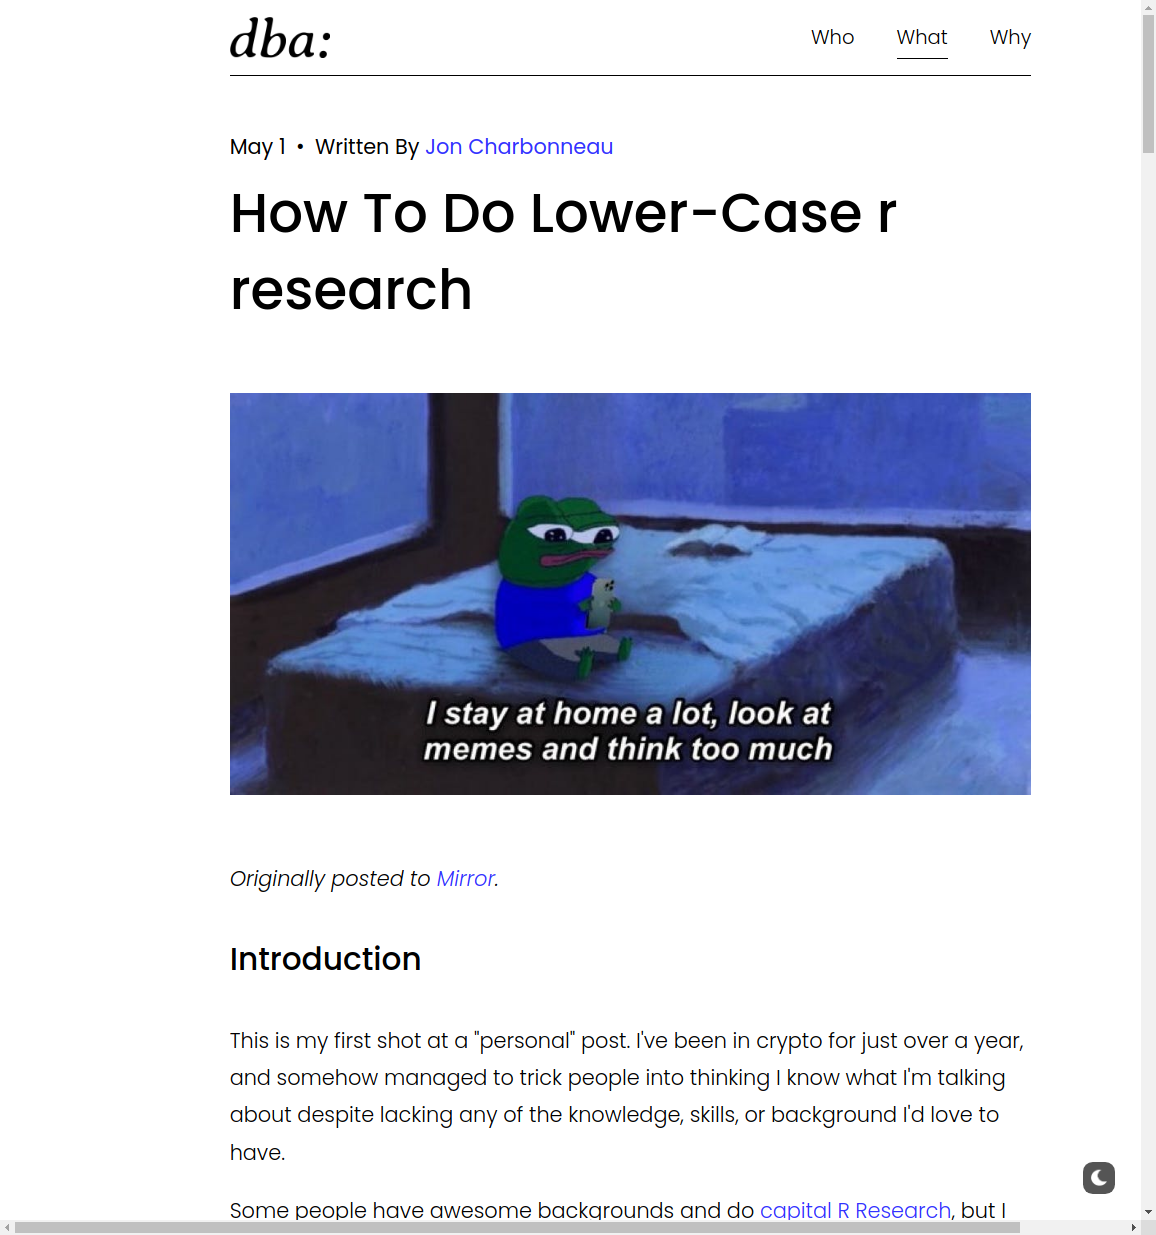 dba:
Who What Why
May 1 • Written By Jon Charbonneau
How To Do Lower-Case r
research
I stay at home a lot, look at
memes and think too much
Originally posted to Mirror.
Introduction
This is my first shot at a "personal" post. I've been in crypto for just over a year,
and somehow managed to trick people into thinking I know what I'm talking
about despite lacking any of the knowledge, skills, or background I'd love to
have.
Some people have awesome backgrounds and do capital R Research, but I